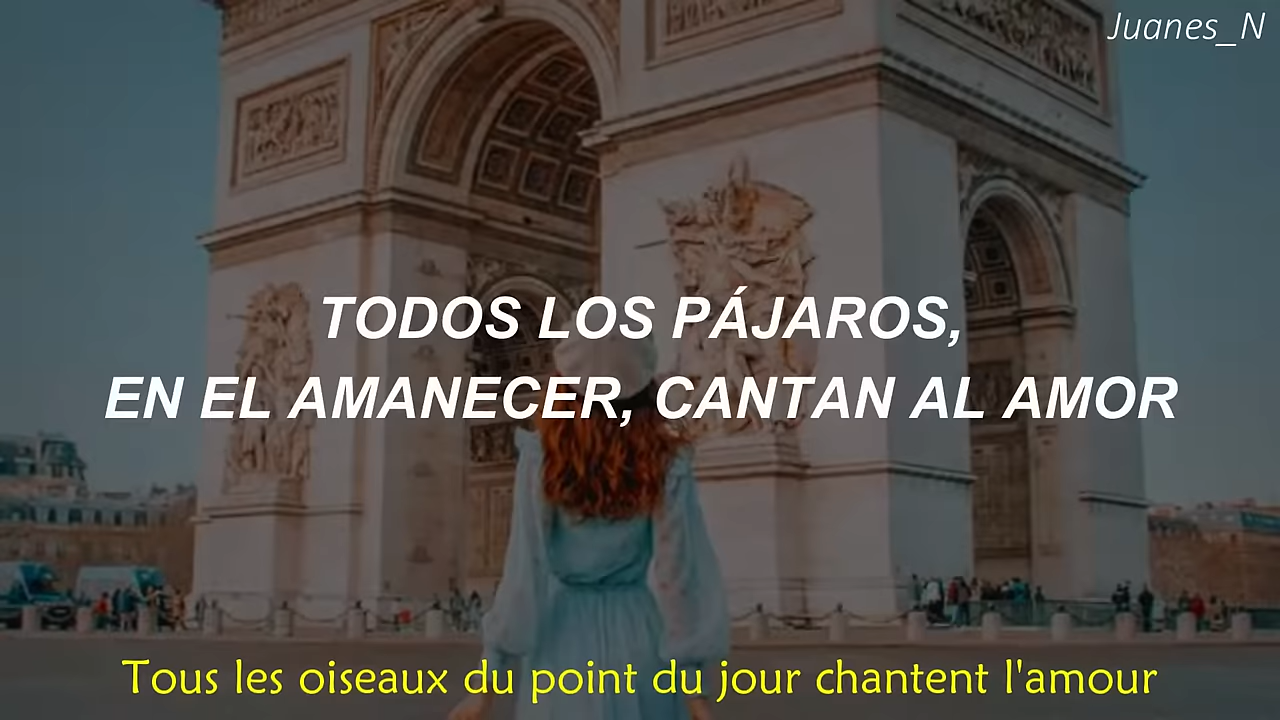 Juanes_N
TODOS LOS PÁJAROS,
EN EL AMANECER, CANTAN AL AMOR
Tous les oiseaux du point du jour chantent l'amour